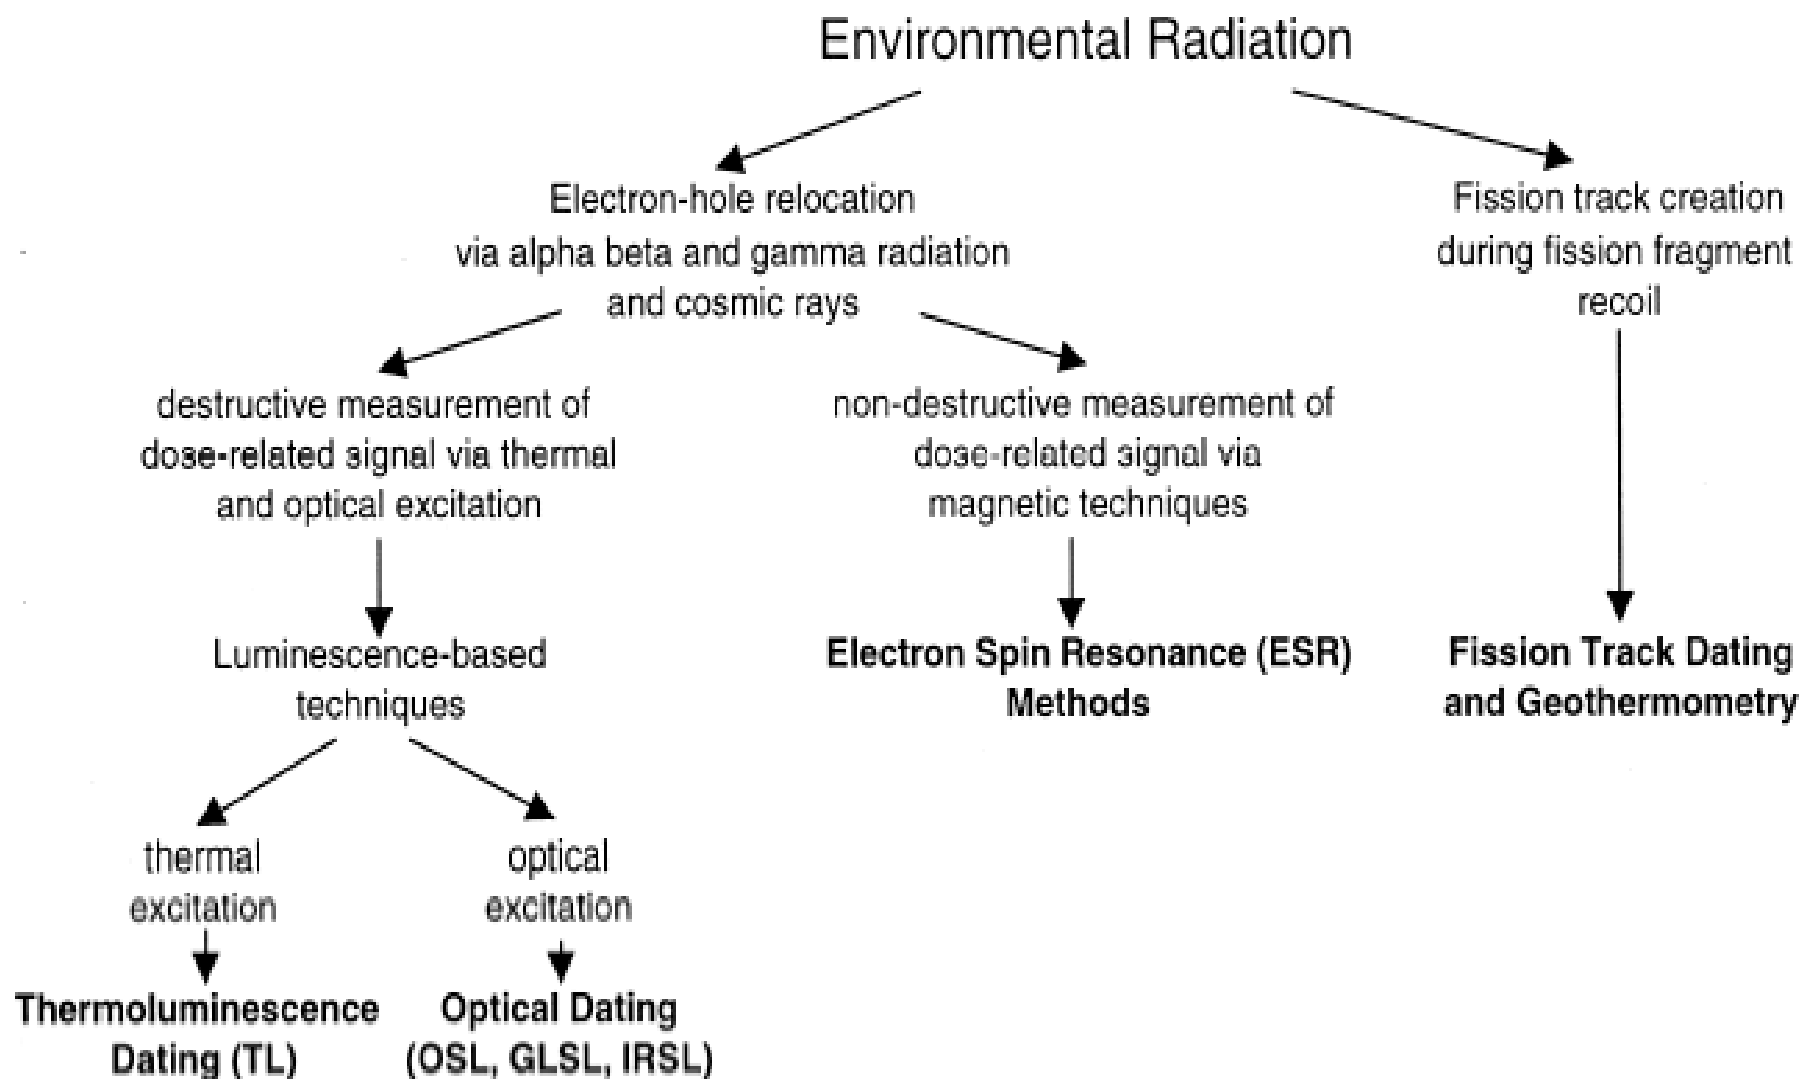 Environmental Radiation
Electron-hole relocation
via alpha beta and gamma radiation
and cosmic rays
Fission track creation
during fission fragment
recoil
destructive measurement of
dose-related signal via thermal
and optical excitation
non-destructive measurement of
dose-related signal via
magnetic techniques
Luminescence-based
techniques
Electron Spin Resonance (ESR)
Methods
Fission Track Dating
and Geothermometry
thermal
excitation
optical
excitation
Thermoluminescence
Dating (TL)
Optical Dating
(OSL, GLSL, IRSL)